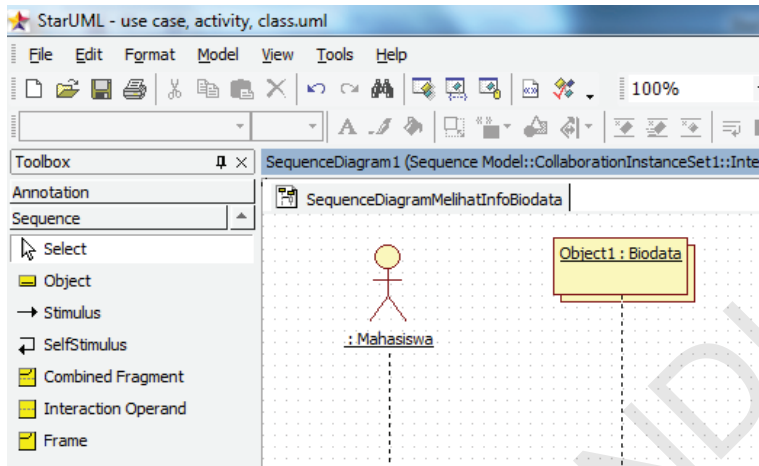 StarUML - use case, activity, class.uml
File Edit Format Model View Tools Help
100%
Toolbox
SequenceDiagram1 (Sequence Model::CollaborationInstanceSet1::Inte
Annotation
SequenceDiagramMelihatInfoBiodata
Sequence
Select
Object
Stimulus
SelfStimulus
Combined Fragment
Interaction Operand
Frame
Object1 : Biodata
: Mahasiswa